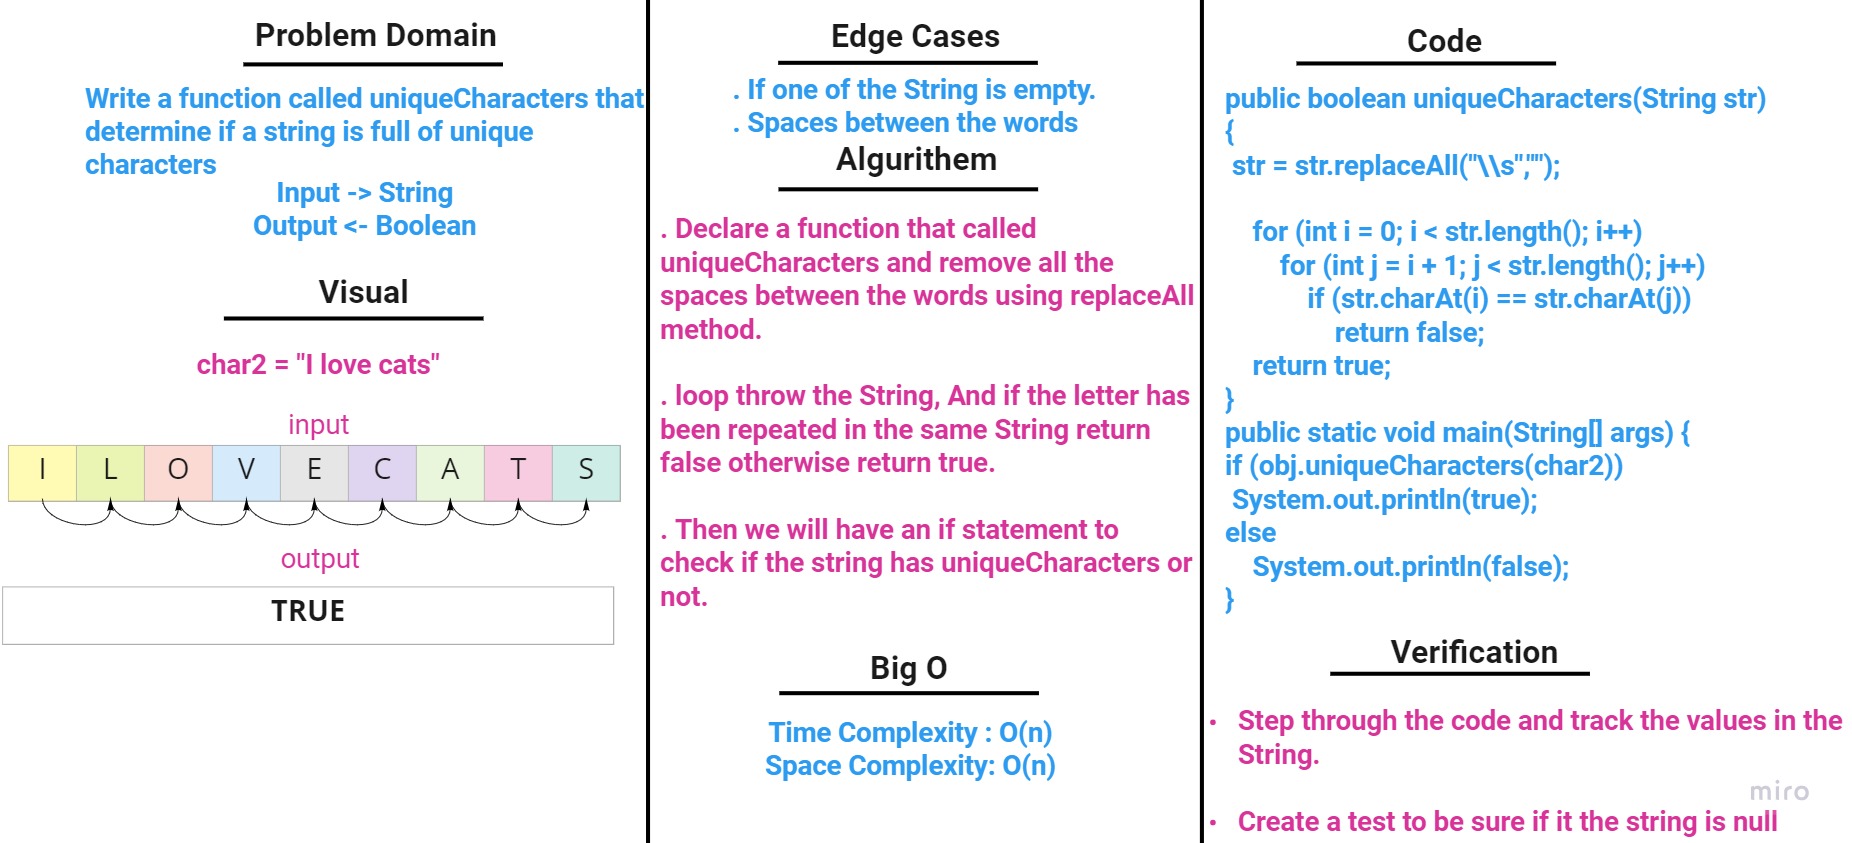 Problem Domain
Write a function called uniqueCharacters that
determine if a string is full of unique
characters
Input -> String
Output <- Boolean
Visual
char2 = "I love cats"
input
I L O V E C A T S
output
TRUE
Edge Cases
. If one of the String is empty.
. Spaces between the words
Algurithem
. Declare a function that called
uniqueCharacters and remove all the
spaces between the words using replaceAll
method.
. loop throw the String, And if the letter has
been repeated in the same String return
false otherwise return true.
. Then we will have an if statement to
check if the string has uniqueCharacters or
not.
Big O
Time Complexity : O(n)
Space Complexity: O(n)
Code
public boolean uniqueCharacters(String str)
{
str = str.replaceAll("\\s","");
for (int i = 0; i < str.length(); i++)
for (int j = i + 1; j < str.length(); j++)
if (str.charAt(i) == str.charAt(j))
return false;
return true;
}
public static void main(String[] args) {
if (obj.uniqueCharacters(char2))
System.out.println(true);
else
System.out.println(false);
}
Verification
• Step through the code and track the values in the
String.
• Create a test to be sure if it the string is null
miro